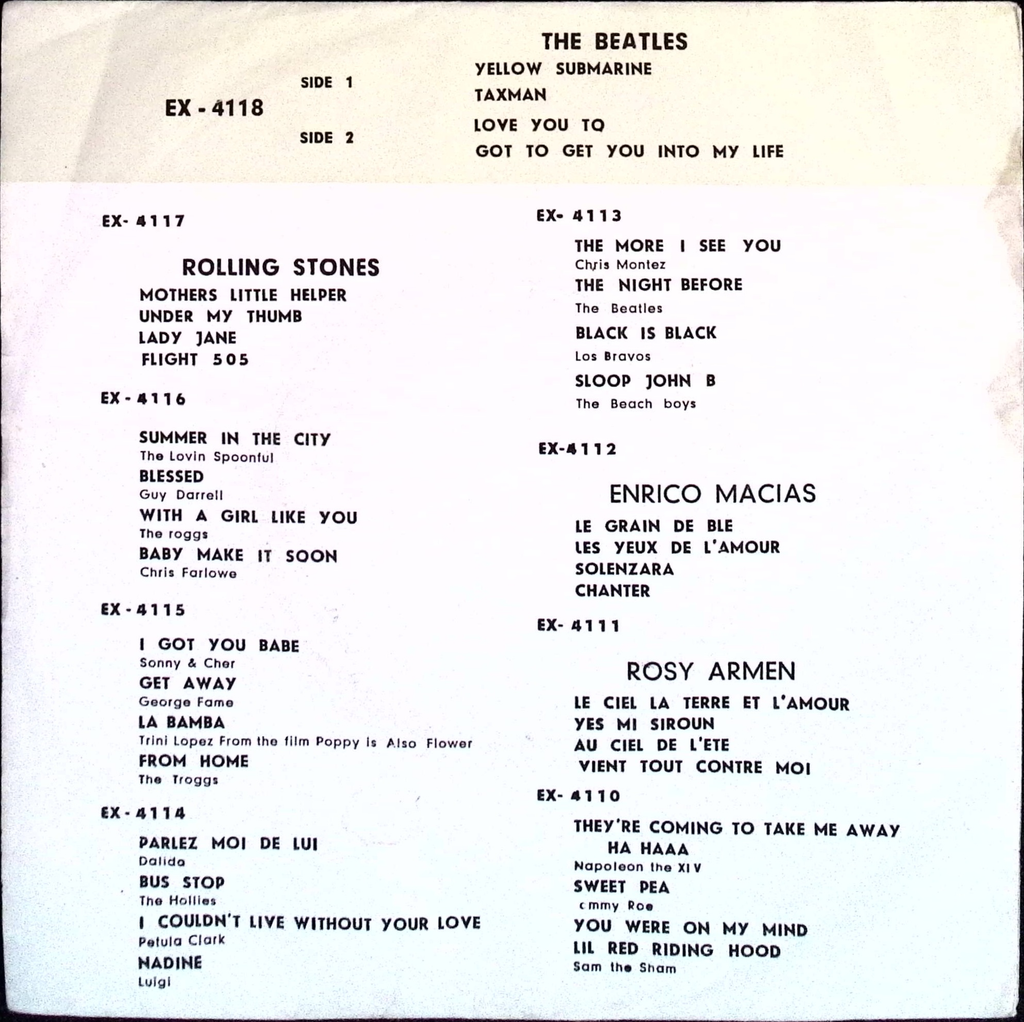 THE BEATLES
EX - 4118
SIDE 1
YELLOW SUBMARINE
TAXMAN
SIDE 2
LOVE YOU TO
GOT TO GET YOU INTO MY LIFE
EX- 4117
ROLLING STONES
MOTHERS LITTLE HELPER
UNDER MY THUMB
LADY JANE
FLIGHT 505
EX - 4116
SUMMER IN THE CITY
The Lovin Spoonful
BLESSED
Guy Darrell
WITH A GIRL LIKE YOU
The roggs
BABY MAKE IT SOON
Chris Farlowe
EX - 4115
I GOT YOU BABE
Sonny & Cher
GET AWAY
George Fame
LA BAMBA
Trini Lopez From the film Poppy is Also Flower
FROM HOME
The Troggs
EX - 4114
PARLEZ MOI DE LUI
Dalida
BUS STOP
The Hollies
I COULDN'T LIVE WITHOUT YOUR LOVE
Petula Clark
NADINE
Luigi
EX- 4113
THE MORE I SEE YOU
Chris Montez
THE NIGHT BEFORE
The Beatles
BLACK IS BLACK
Los Bravos
SLOOP JOHN B
The Beach boys
EX-4112
ENRICO MACIAS
LE GRAIN DE BLE
LES YEUX DE L'AMOUR
SOLENZARA
CHANTER
EX- 4111
ROSY ARMEN
LE CIEL LA TERRE ET L'AMOUR
YES MI SIROUN
AU CIEL DE L'ETE
VIENT TOUT CONTRE MOI
EX- 4110
THEY'RE COMING TO TAKE ME AWAY
HA HAAA
Napoleon the XIV
SWEET PEA
Roe
YOU WERE ON MY MIND
LIL RED RIDING HOOD
Sam the Sham